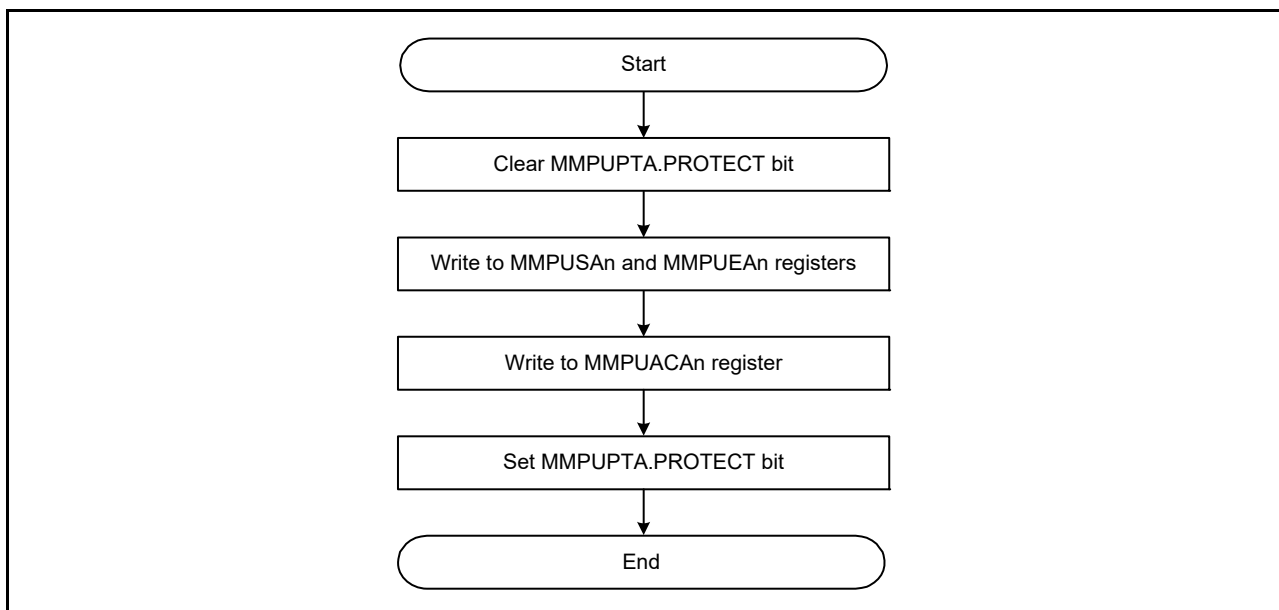 Start
Clear MMPUPTA.PROTECT bit
Write to MMPUSAn and MMPUEAn registers
Write to MMPUACAn register
Set MMPUPTA.PROTECT bit
End